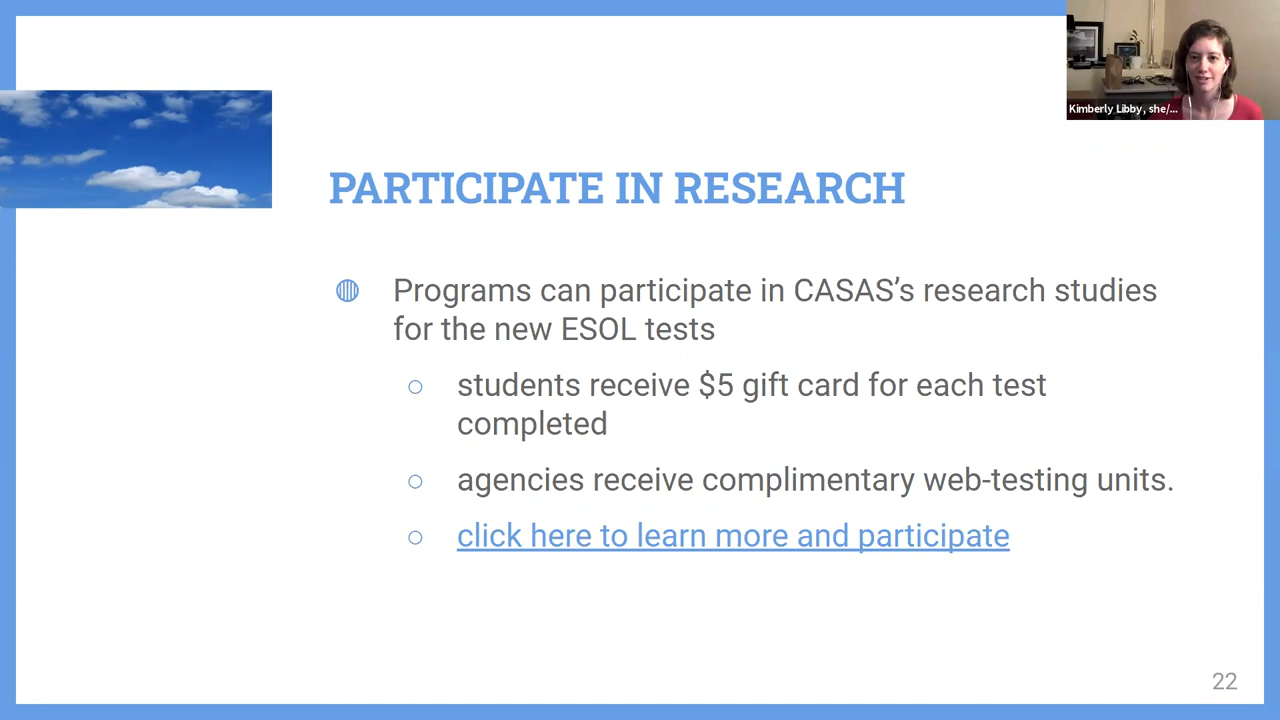 Kimberly Libby, she/...
PARTICIPATE IN RESEARCH
Programs can participate in CASAS’s research studies
for the new ESOL tests
students receive $5 gift card for each test
completed
agencies receive complimentary web-testing units.
click here to learn more and participate
22